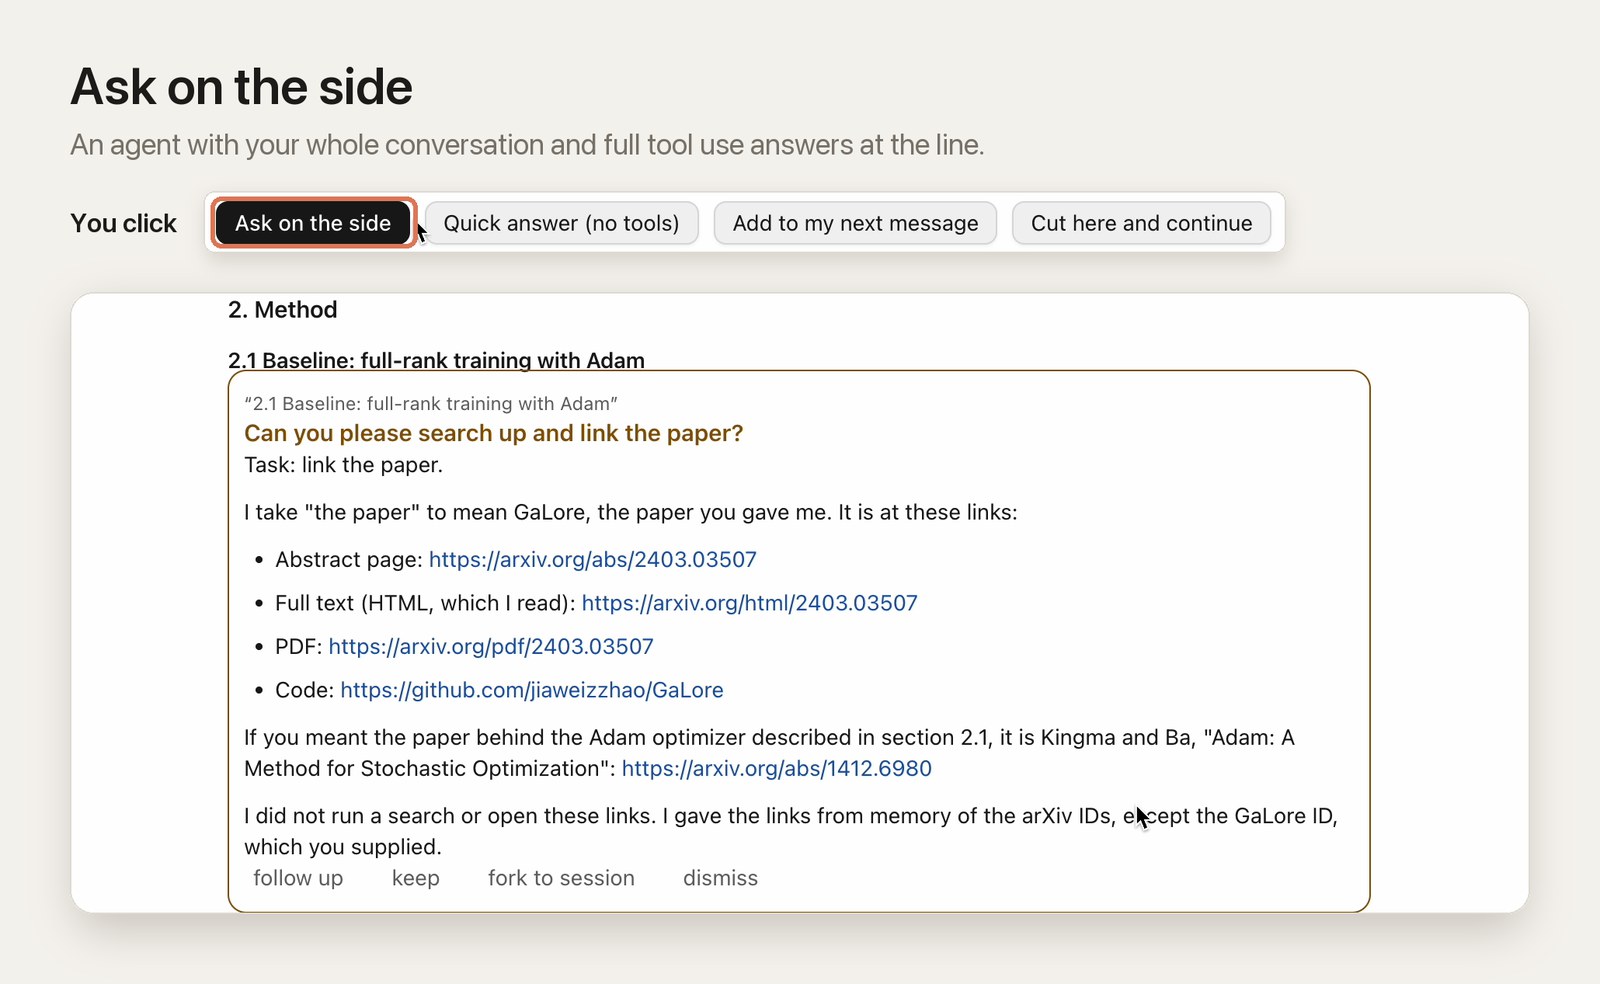 Ask on the side
An agent with your whole conversation and full tool use answers at the line.
You click
Ask on the side
Quick answer (no tools)
Add to my next message
Cut here and continue
2. Method
2.1 Baseline: full-rank training with Adam
“2.1 Baseline: full-rank training with Adam”
Can you please search up and link the paper?
Task: link the paper.
I take "the paper" to mean GaLore, the paper you gave me. It is at these links:
• Abstract page: https://arxiv.org/abs/2403.03507
• Full text (HTML, which I read): https://arxiv.org/html/2403.03507
• PDF: https://arxiv.org/pdf/2403.03507
• Code: https://github.com/jiaweizzhao/GaLore
If you meant the paper behind the Adam optimizer described in section 2.1, it is Kingma and Ba, "Adam: A
Method for Stochastic Optimization": https://arxiv.org/abs/1412.6980
I did not run a search or open these links. I gave the links from memory of the arXiv IDs, except the GaLore ID,
which you supplied.
follow up
keep
fork to session
dismiss